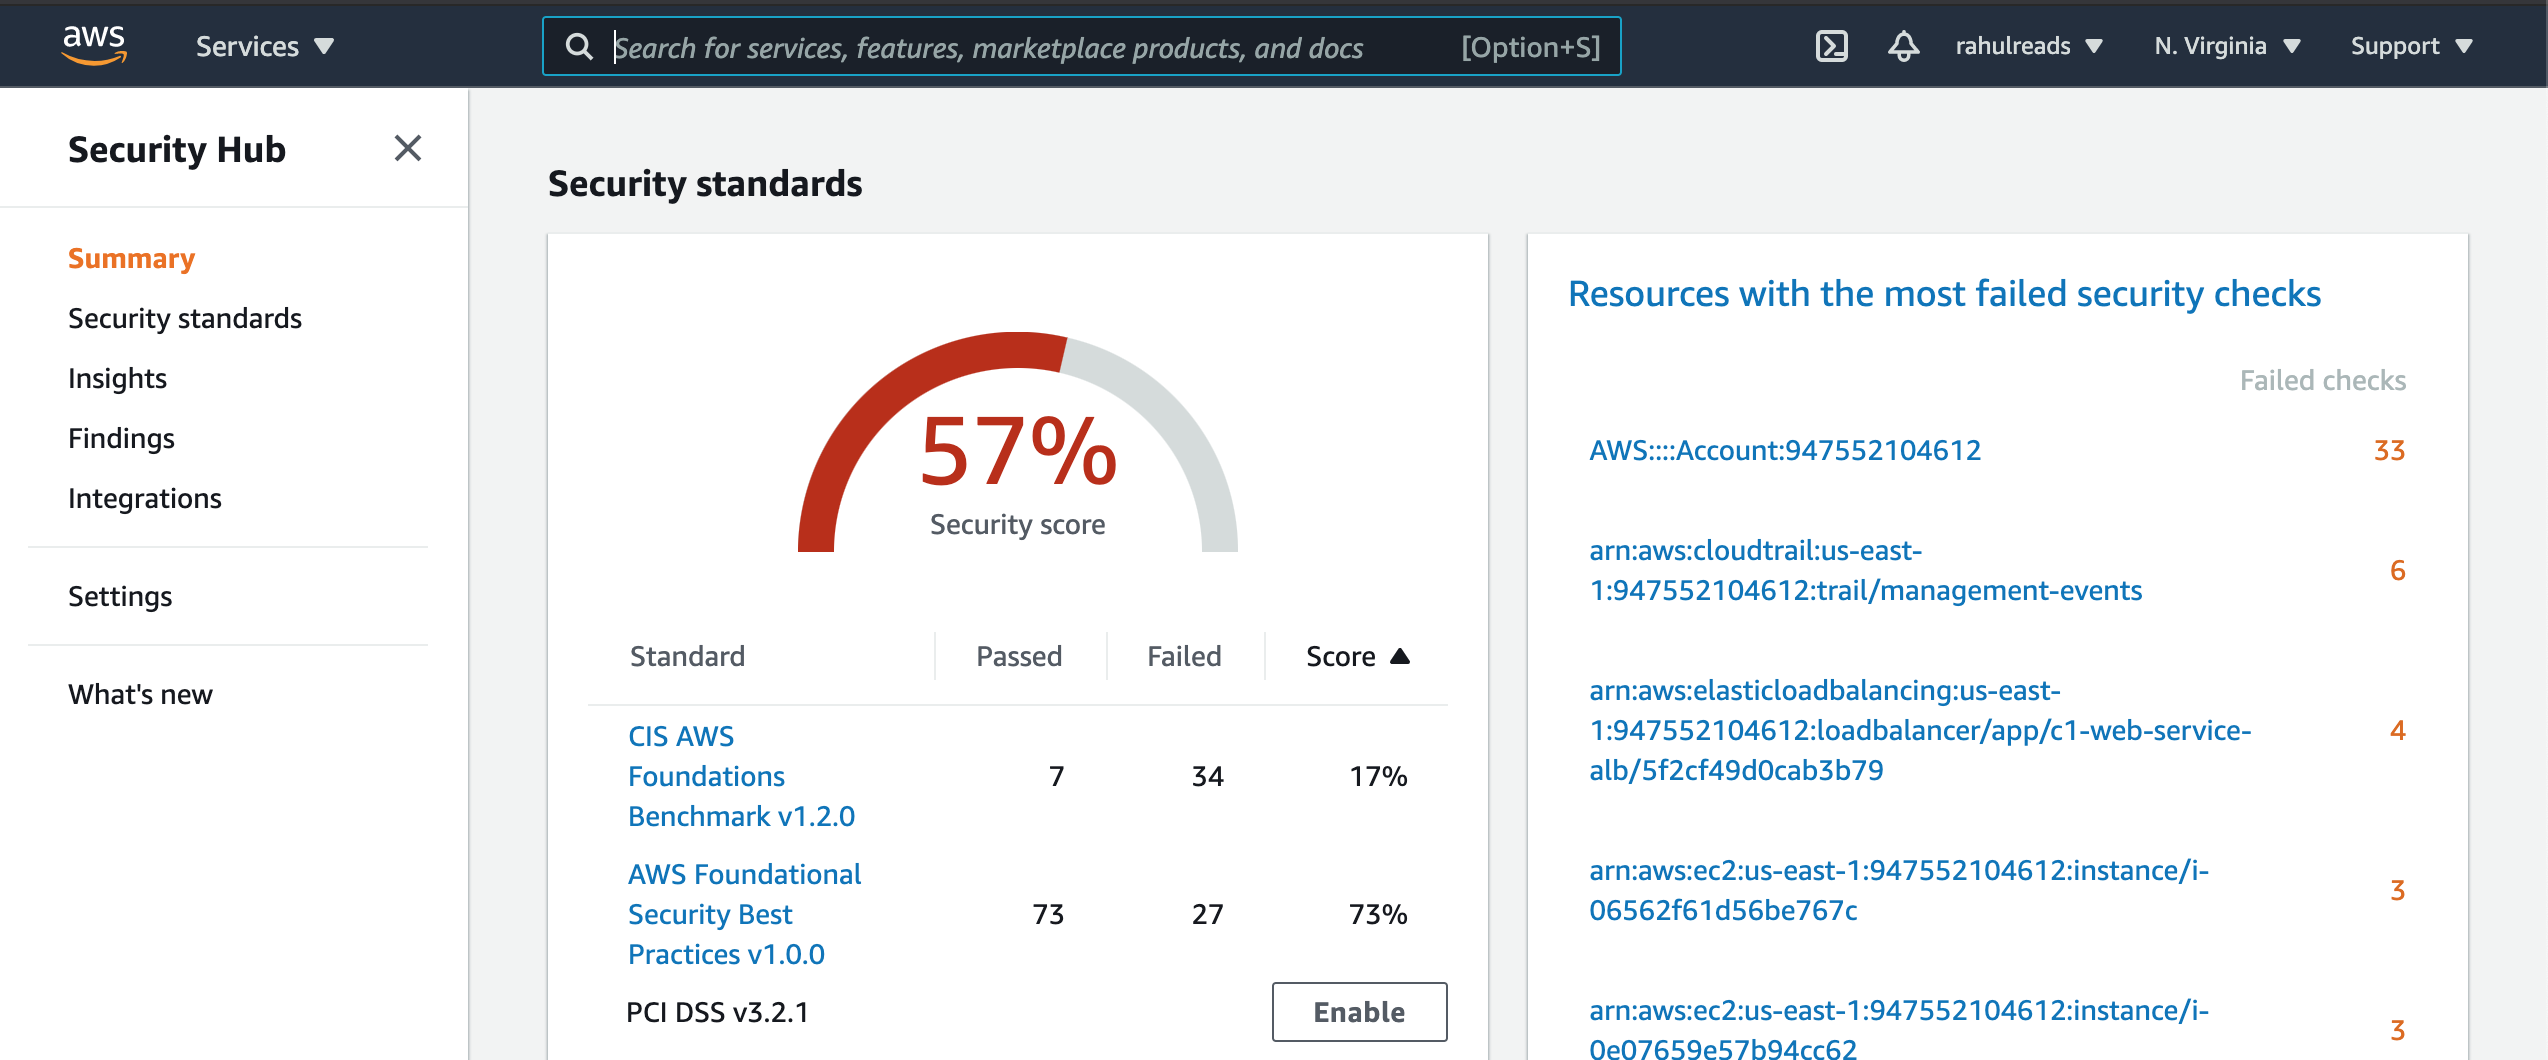 aws
Services
Search for services, features, marketplace products, and docs [Option+S]
rahulreads
N. Virginia
Support
Security Hub
Summary
Security standards
Insights
Findings
Integrations
Settings
What's new
Security standards
57%
Security score
Standard Passed Failed Score
CIS AWS
Foundations 7 34 17%
Benchmark v1.2.0
AWS Foundational
Security Best 73 27 73%
Practices v1.0.0
PCI DSS v3.2.1 Enable
Resources with the most failed security checks
Failed checks
AWS::::Account:947552104612 33
arn:aws:cloudtrail:us-east-
1:947552104612:trail/management-events
6
arn:aws:elasticloadbalancing:us-east-
1:947552104612:loadbalancer/app/c1-web-service- 4
alb/5f2cf49d0cab3b79
arn:aws:ec2:us-east-1:947552104612:instance/i-
06562f61d56be767c
3
arn:aws:ec2:us-east-1:947552104612:instance/i-
0e07659e57b94cc62
3